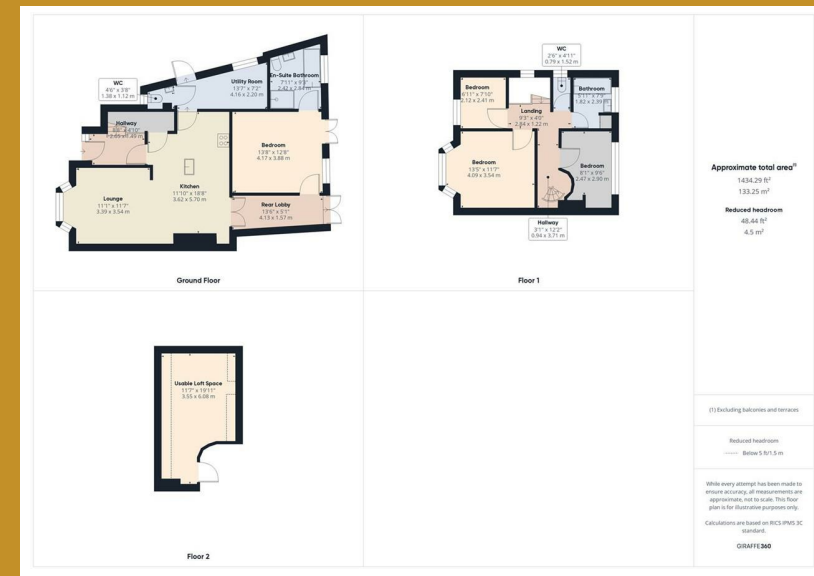 WC
4'6" x 3'8"
1.38 x 1.12 m
Utility Room
13'7" x 7'2"
4.16 x 2.20 m
En-Suite Bathroom
7'11" x 9'3"
Hallway
Bedroom
13'8" x 12'8"
4.17 x 3.88 m
Lounge
11'1" x 11'7"
3.39 x 3.54 m
Kitchen
11'10" x 18'8"
3.62 x 5.70 m
Rear Lobby
13'6" x 5'1"
4.13 x 1.57 m
Ground Floor
WC
2'6" x 4'11"
0.79 x 1.52 m
Bedroom
6'11" x 7'10"
2.12 x 2.41 m
Bathroom
5'11" x 7'9"
1.82 x 2.39 m
Landing
9'3" x 4'0"
2.84 x 1.22 m
Bedroom
13'5" x 11'7"
4.09 x 3.54 m
Bedroom
8'1" x 9'6"
2.47 x 2.90 m
Hallway
3'1" x 12'2"
0.94 x 3.71 m
Floor 1
Usable Loft Space
11'7" x 19'11"
3.55 x 6.08 m
Floor 2
Approximate total area⁽¹⁾
1434.29 ft²
133.25 m²
Reduced headroom
48.44 ft²
4.5 m²
(1) Excluding balconies and terraces
Reduced headroom
Below 5 ft/1.5 m
While every attempt has been made to
ensure accuracy, all measurements are
approximate, not to scale. This floor
plan is for illustrative purposes only.
Calculations are based on RICS IPMS 3C
standard.
GIRAFFE360